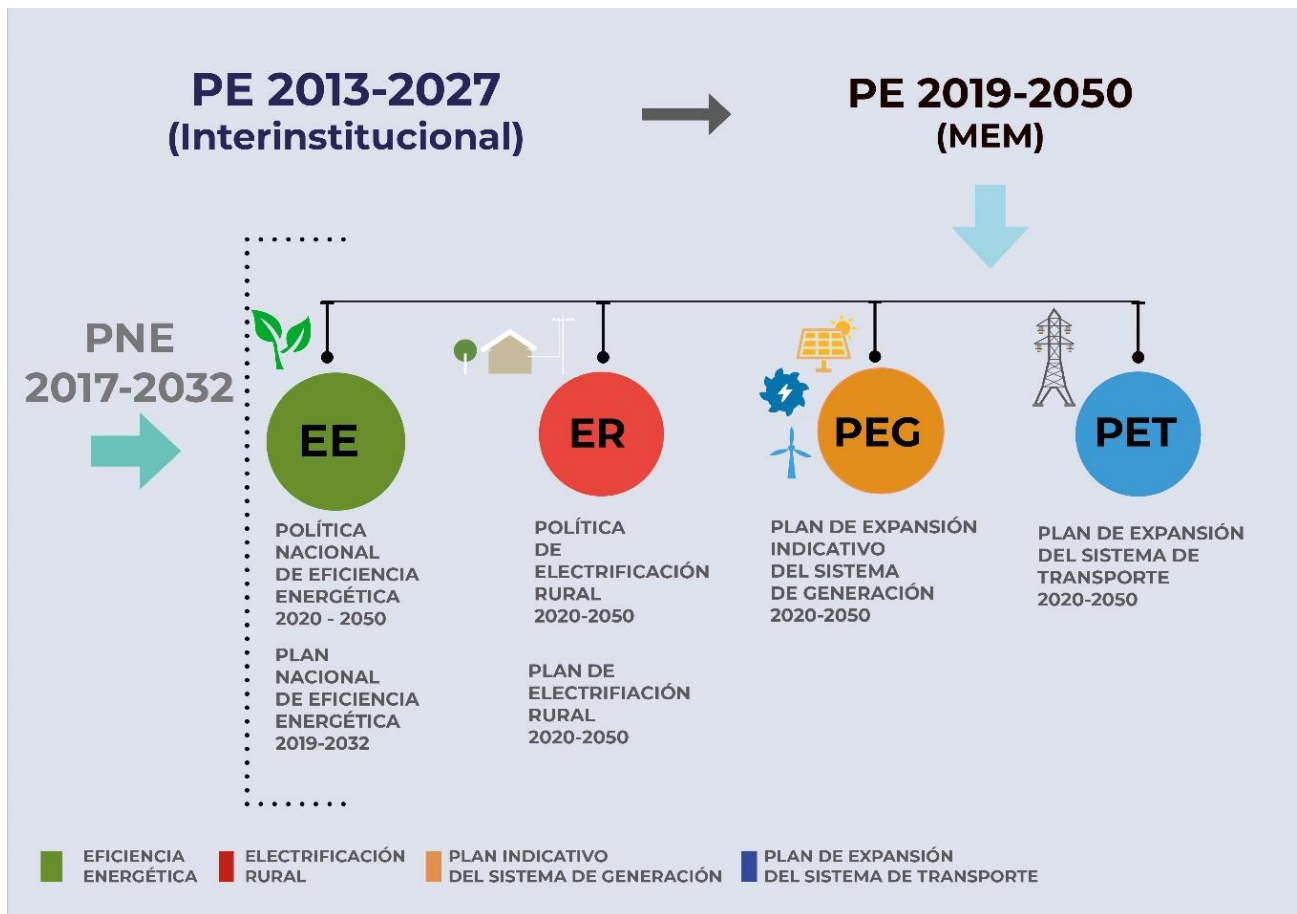 PE 2013-2027
(Interinstitucional)
PE 2019-2050
(MEM)
PNE
2017-2032
EE
POLÍTICA
NACIONAL
DE EFICIENCIA
ENERGÉTICA
2020 - 2050
PLAN
NACIONAL
DE EFICIENCIA
ENERGÉTICA
2019-2032
ER
POLÍTICA
DE
ELECTRIFICACIÓN
RURAL
2020-2050
PLAN DE
ELECTRIFIACIÓN
RURAL
2020-2050
PEG
PLAN DE EXPANSIÓN
INDICATIVO
DEL SISTEMA
DE GENERACIÓN
2020-2050
PET
PLAN DE EXPANSIÓN
DEL SISTEMA DE
TRANSPORTE
2020-2050
EFICIENCIA
ENERGÉTICA
ELECTRIFICACIÓN
RURAL
PLAN INDICATIVO
DEL SISTEMA DE GENERACIÓN
PLAN DE EXPANSIÓN
DEL SISTEMA DE TRANSPORTE